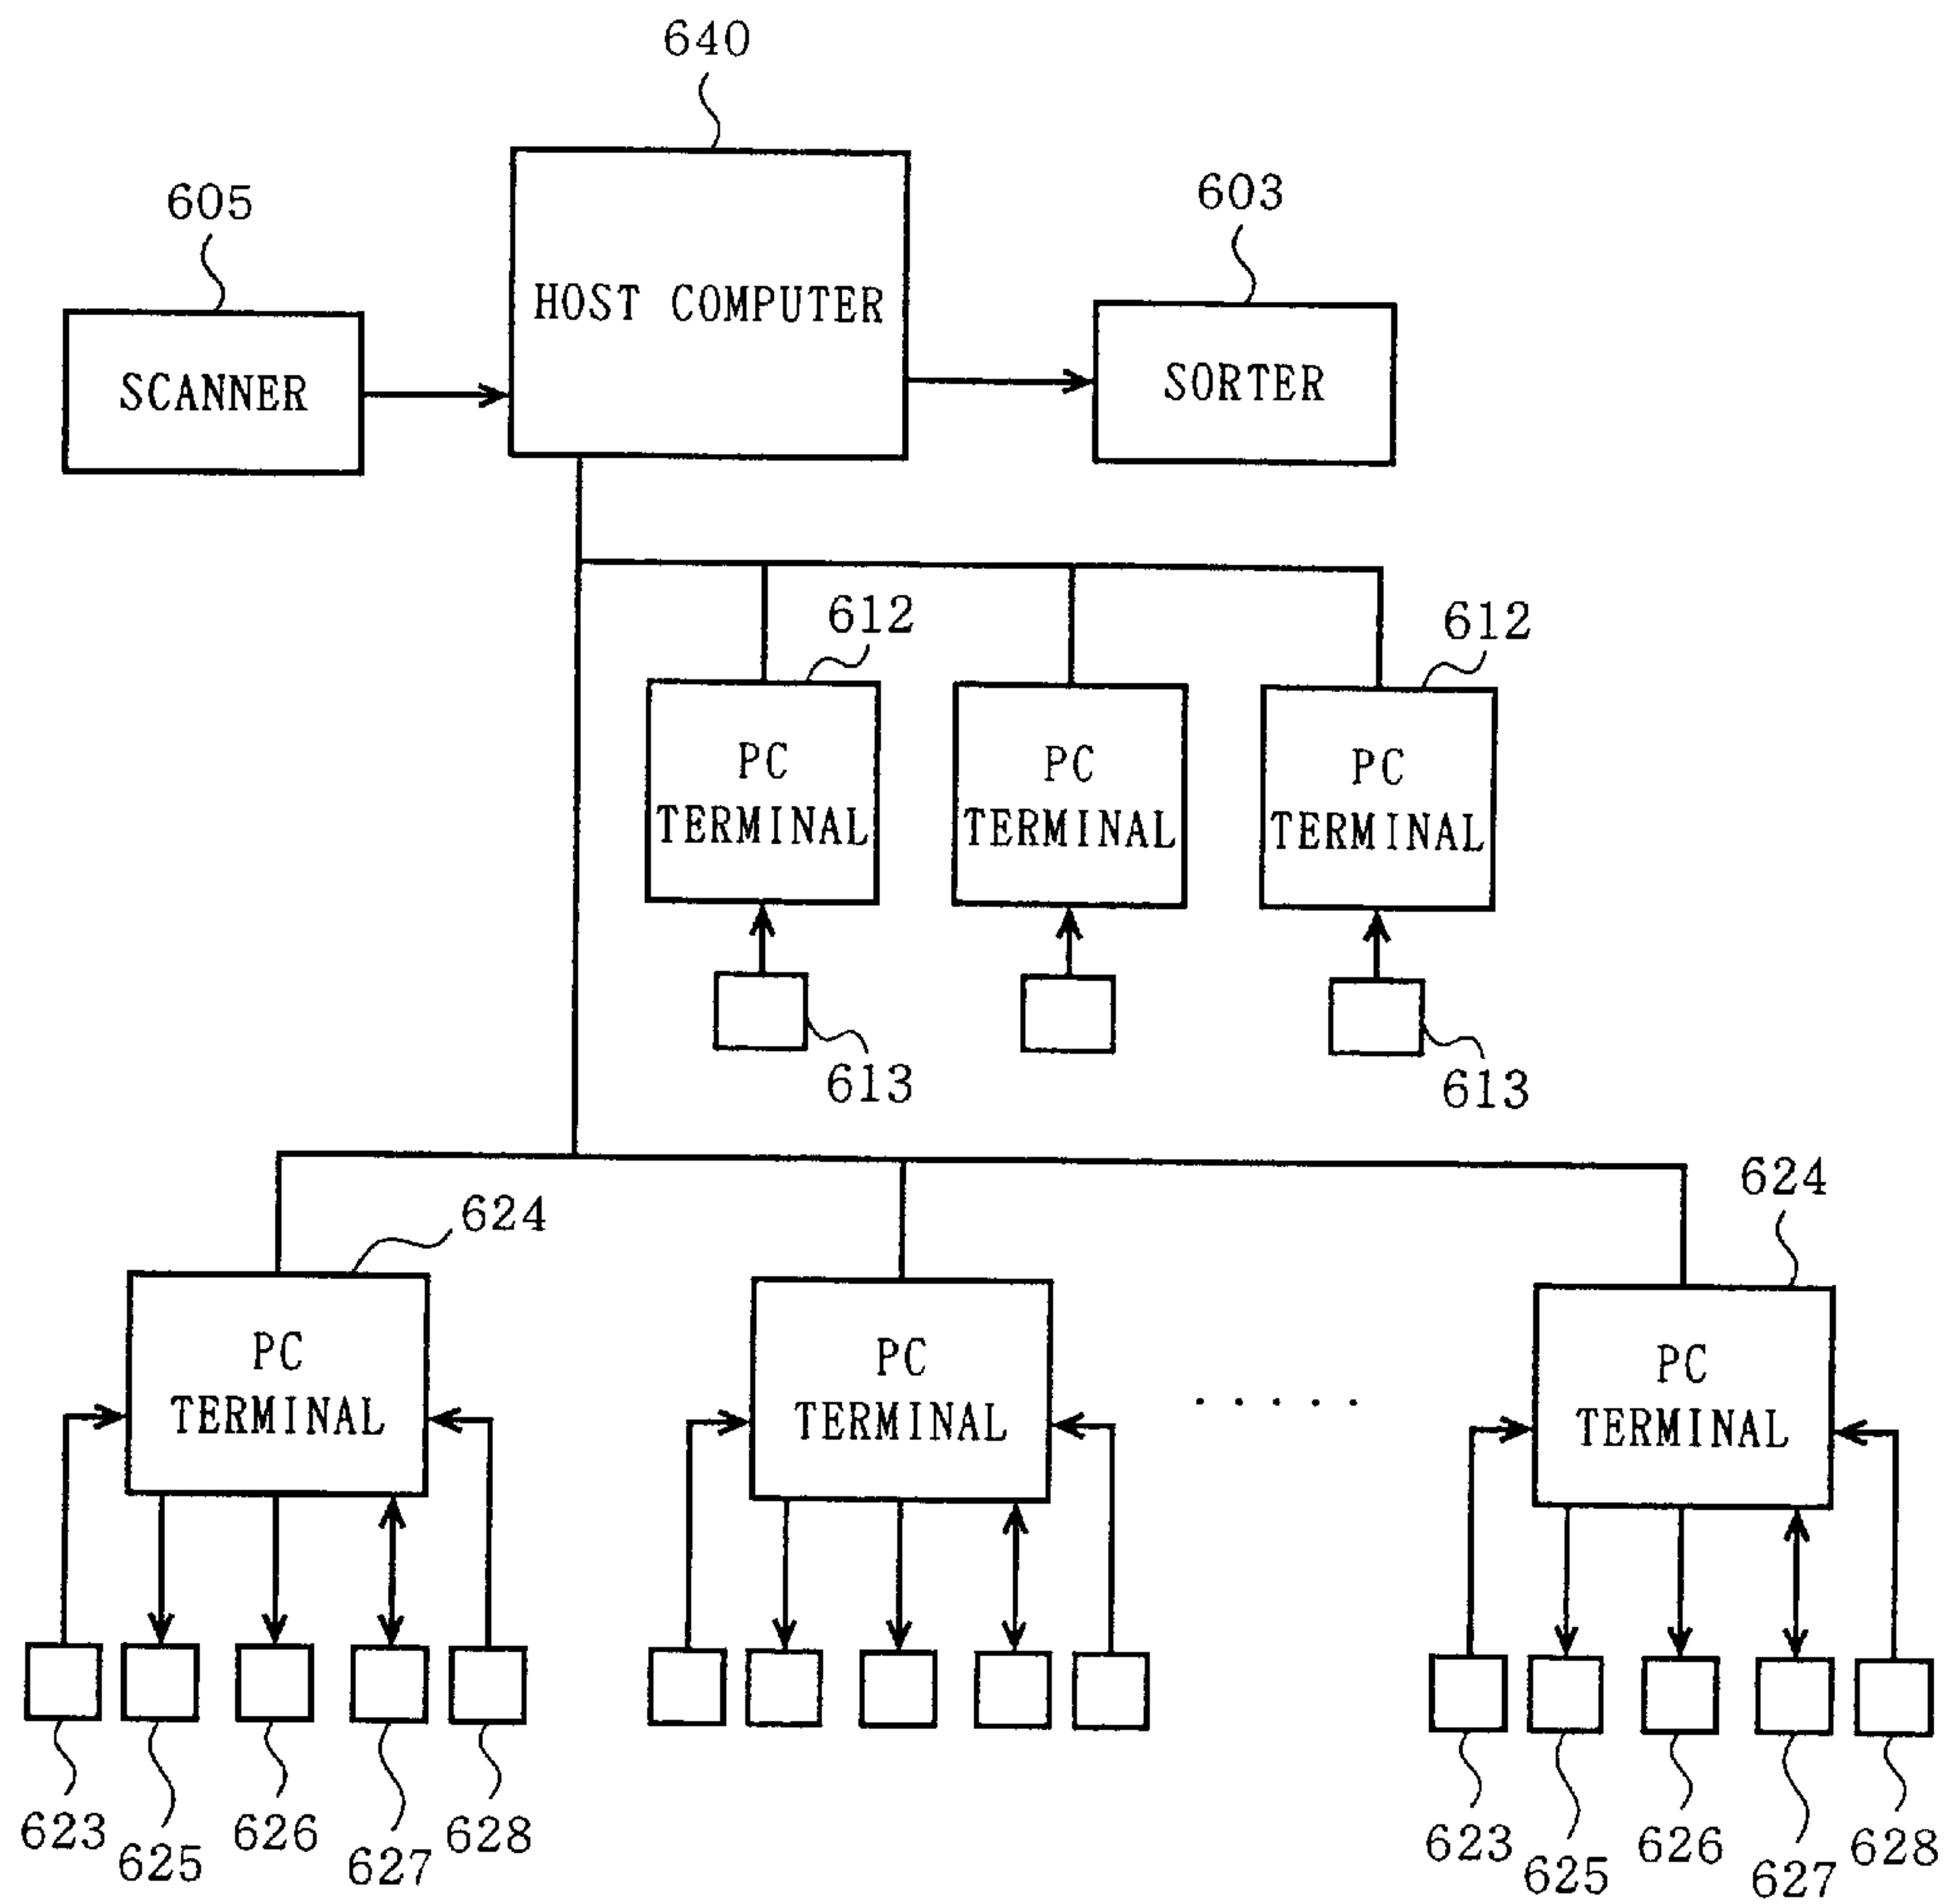 640
605
603
HOST COMPUTER
SCANNER
SORTER
612
612
PC
TERMINAL
PC
TERMINAL
PC
TERMINAL
613
613
624
624
PC
TERMINAL
PC
TERMINAL
.....
PC
TERMINAL
623
625
626
627
628
623
625
626
627
628